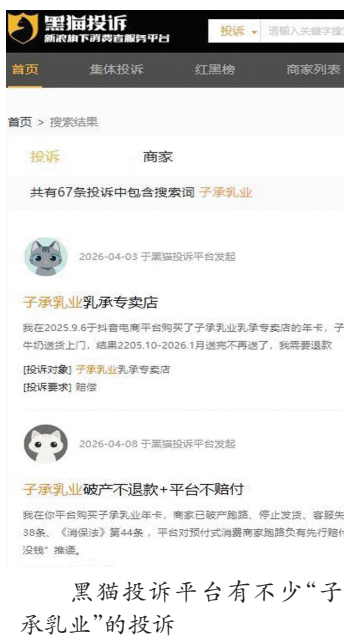 黑猫投诉
新浪旗下消费者服务平台
投诉 请输入关键字搜
首页 集体投诉 红黑榜 商家列表
首页 > 搜索结果
投诉 商家
共有67条投诉中包含搜索词 子承乳业
2026-04-03 于黑猫投诉平台发起
子承乳业乳承专卖店
我在2025.9.6于抖音电商平台购买了子承乳业乳承专卖店的年卡，子
牛奶送货上门，结果2205.10-2026.1月送完不再送了，我需要退款
[投诉对象] 子承乳业乳承专卖店
[投诉要求] 赔偿
2026-04-08 于黑猫投诉平台发起
子承乳业破产不退款+平台不赔付
我在你平台购买子承乳业年卡，商家已破产跑路、停止发货、客服失
38条、《消保法》第44条，平台对预付式消费商家跑路负有先行赔付
没钱”推诿。
黑猫投诉平台有不少“子
承乳业”的投诉